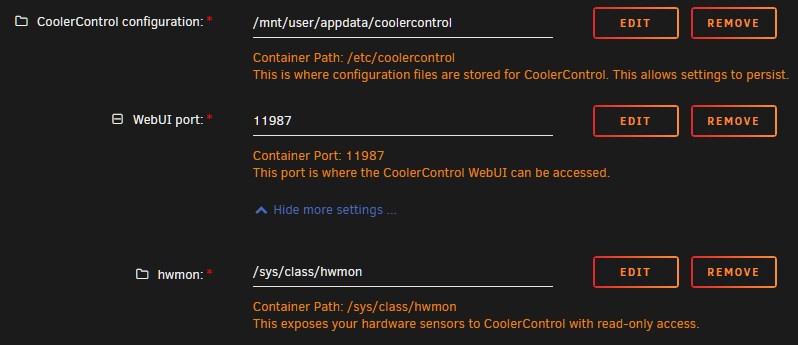 CoolerControl configuration: * /mnt/user/appdata/coolercontrol EDIT REMOVE
Container Path: /etc/coolercontrol
This is where configuration files are stored for CoolerControl. This allows settings to persist.
WebUI port: * 11987 EDIT REMOVE
Container Port: 11987
This port is where the CoolerControl WebUI can be accessed.
Hide more settings ...
hwmon: * /sys/class/hwmon EDIT REMOVE
Container Path: /sys/class/hwmon
This exposes your hardware sensors to CoolerControl with read-only access.